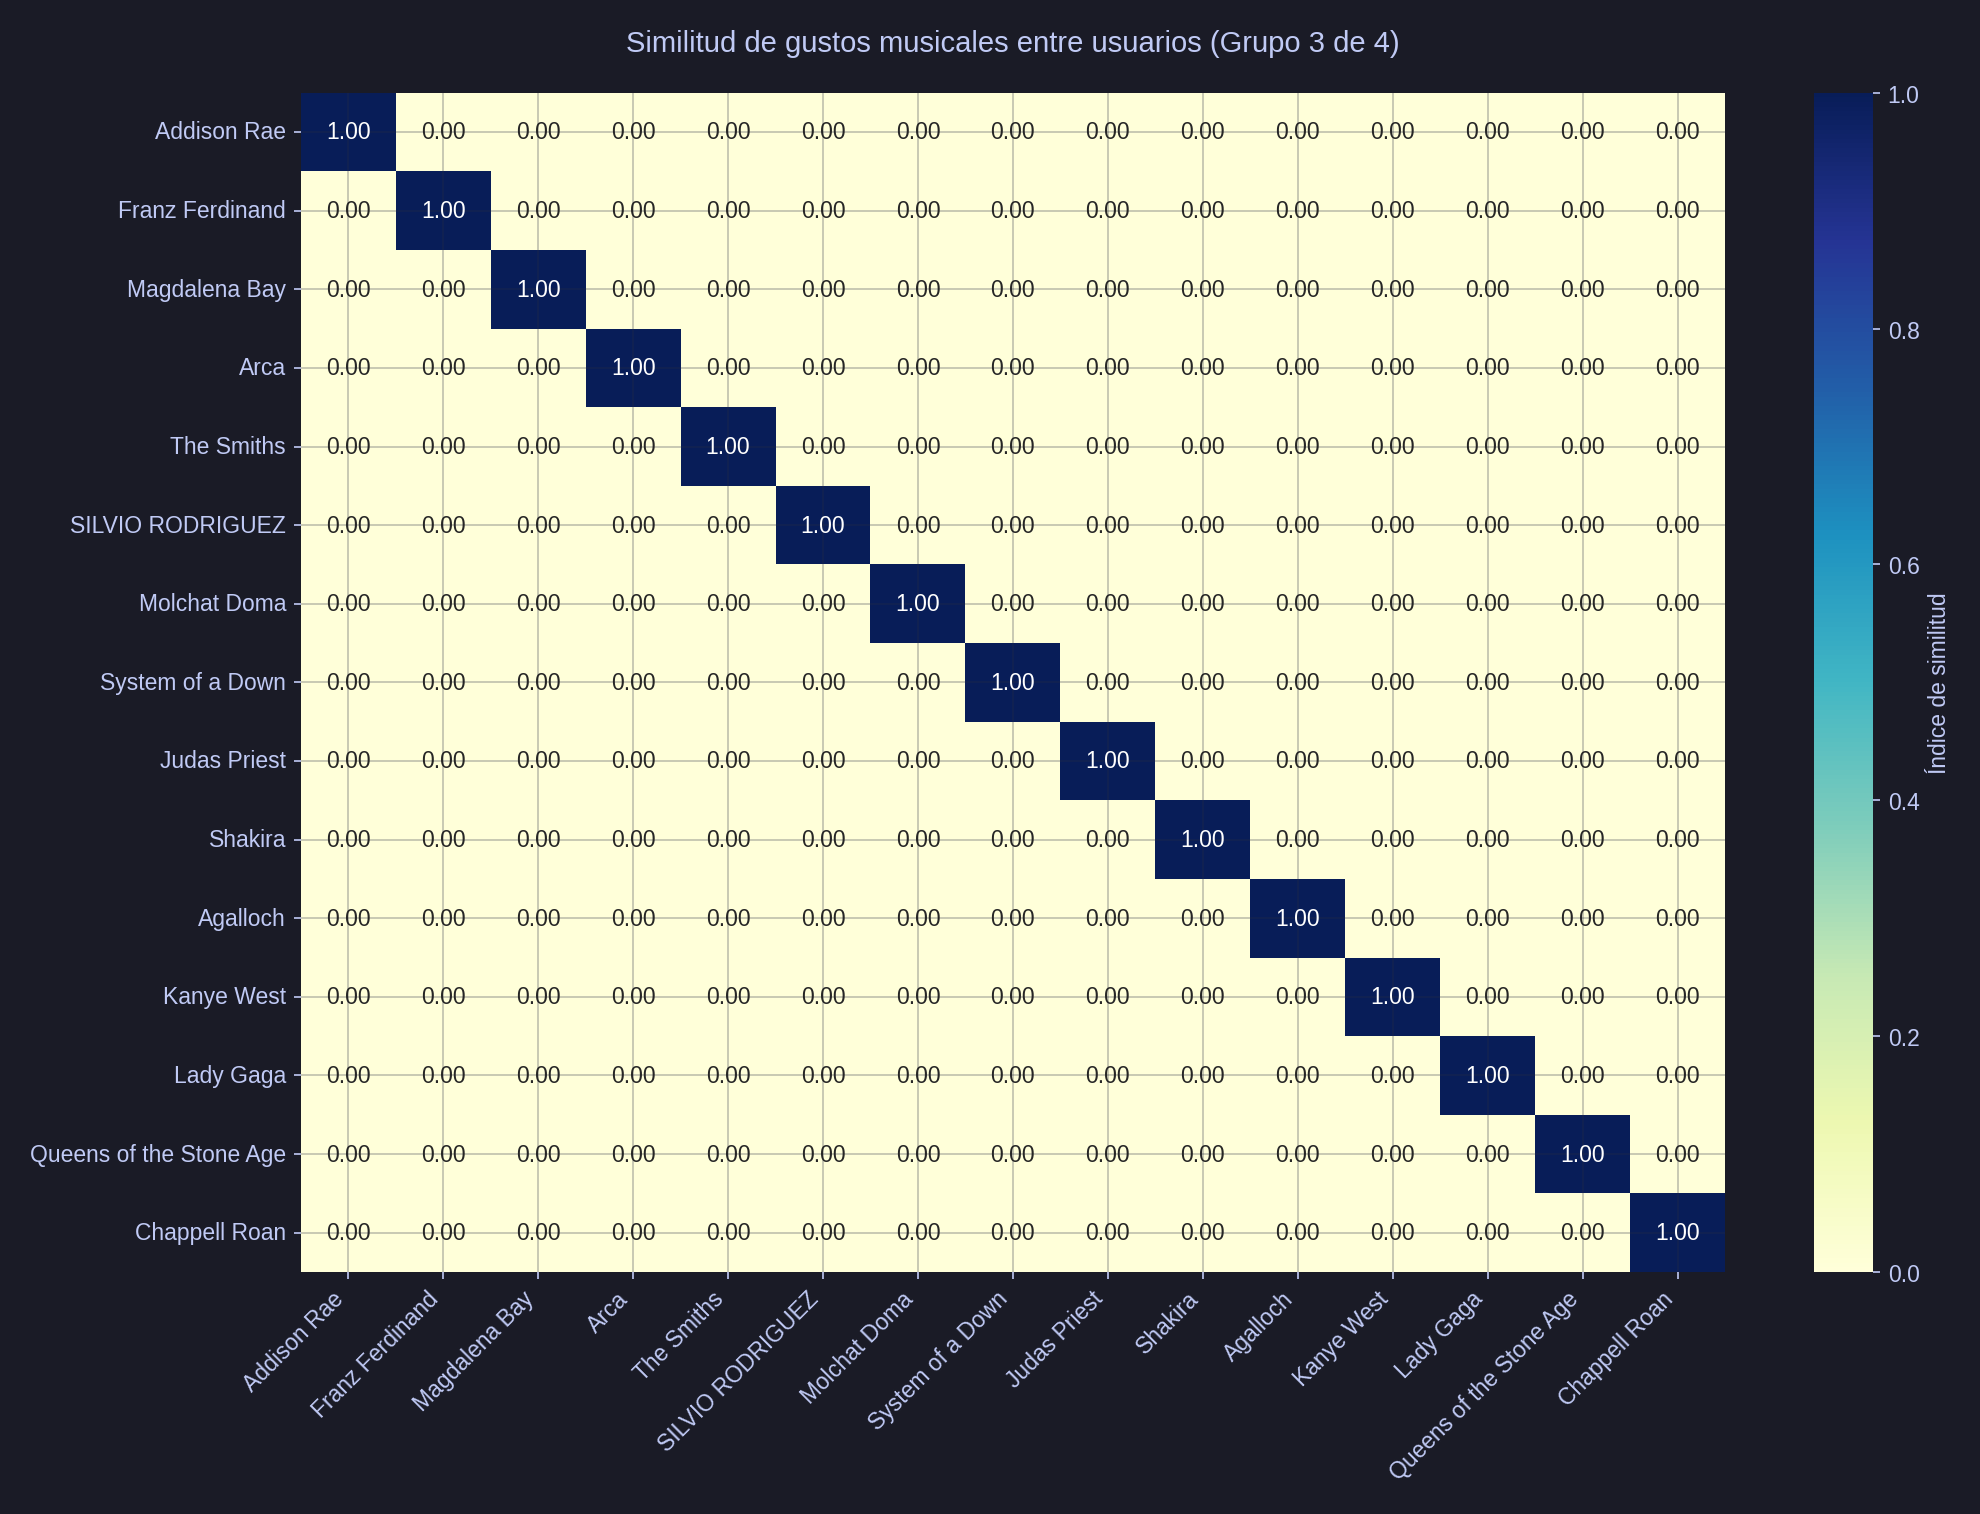 Similitud de gustos musicales entre usuarios (Grupo 3 de 4)
Addison Rae 1.00 0.00 0.00 0.00 0.00 0.00 0.00 0.00 0.00 0.00 0.00 0.00 0.00 0.00 0.00
Franz Ferdinand 0.00 1.00 0.00 0.00 0.00 0.00 0.00 0.00 0.00 0.00 0.00 0.00 0.00 0.00 0.00
Magdalena Bay 0.00 0.00 1.00 0.00 0.00 0.00 0.00 0.00 0.00 0.00 0.00 0.00 0.00 0.00 0.00
Arca 0.00 0.00 0.00 1.00 0.00 0.00 0.00 0.00 0.00 0.00 0.00 0.00 0.00 0.00 0.00
The Smiths 0.00 0.00 0.00 0.00 1.00 0.00 0.00 0.00 0.00 0.00 0.00 0.00 0.00 0.00 0.00
SILVIO RODRIGUEZ 0.00 0.00 0.00 0.00 0.00 1.00 0.00 0.00 0.00 0.00 0.00 0.00 0.00 0.00 0.00
Molchat Doma 0.00 0.00 0.00 0.00 0.00 0.00 1.00 0.00 0.00 0.00 0.00 0.00 0.00 0.00 0.00
System of a Down 0.00 0.00 0.00 0.00 0.00 0.00 0.00 1.00 0.00 0.00 0.00 0.00 0.00 0.00 0.00
Judas Priest 0.00 0.00 0.00 0.00 0.00 0.00 0.00 0.00 1.00 0.00 0.00 0.00 0.00 0.00 0.00
Shakira 0.00 0.00 0.00 0.00 0.00 0.00 0.00 0.00 0.00 1.00 0.00 0.00 0.00 0.00 0.00
Agalloch 0.00 0.00 0.00 0.00 0.00 0.00 0.00 0.00 0.00 0.00 1.00 0.00 0.00 0.00 0.00
Kanye West 0.00 0.00 0.00 0.00 0.00 0.00 0.00 0.00 0.00 0.00 0.00 1.00 0.00 0.00 0.00
Lady Gaga 0.00 0.00 0.00 0.00 0.00 0.00 0.00 0.00 0.00 0.00 0.00 0.00 1.00 0.00 0.00
Queens of the Stone Age 0.00 0.00 0.00 0.00 0.00 0.00 0.00 0.00 0.00 0.00 0.00 0.00 0.00 1.00 0.00
Chappell Roan 0.00 0.00 0.00 0.00 0.00 0.00 0.00 0.00 0.00 0.00 0.00 0.00 0.00 0.00 1.00
Addison Rae
Franz Ferdinand
Magdalena Bay
Arca
The Smiths
SILVIO RODRIGUEZ
Molchat Doma
System of a Down
Judas Priest
Shakira
Agalloch
Kanye West
Lady Gaga
Queens of the Stone Age
Chappell Roan
1.0
0.8
0.6
0.4
0.2
0.0
Índice de similitud